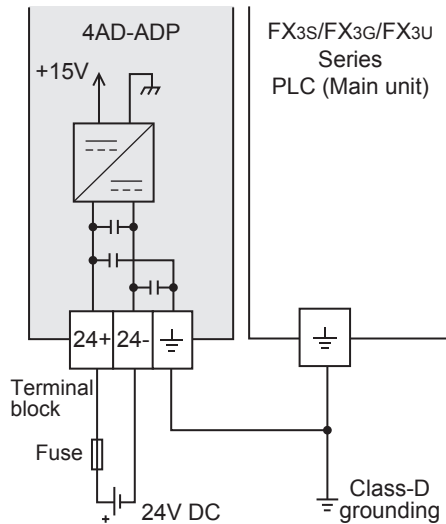 4AD-ADP
+15V
FX3S/FX3G/FX3U
Series
PLC (Main unit)
24+ 24-
Terminal
block
Fuse
+
24V DC
Class-D
grounding